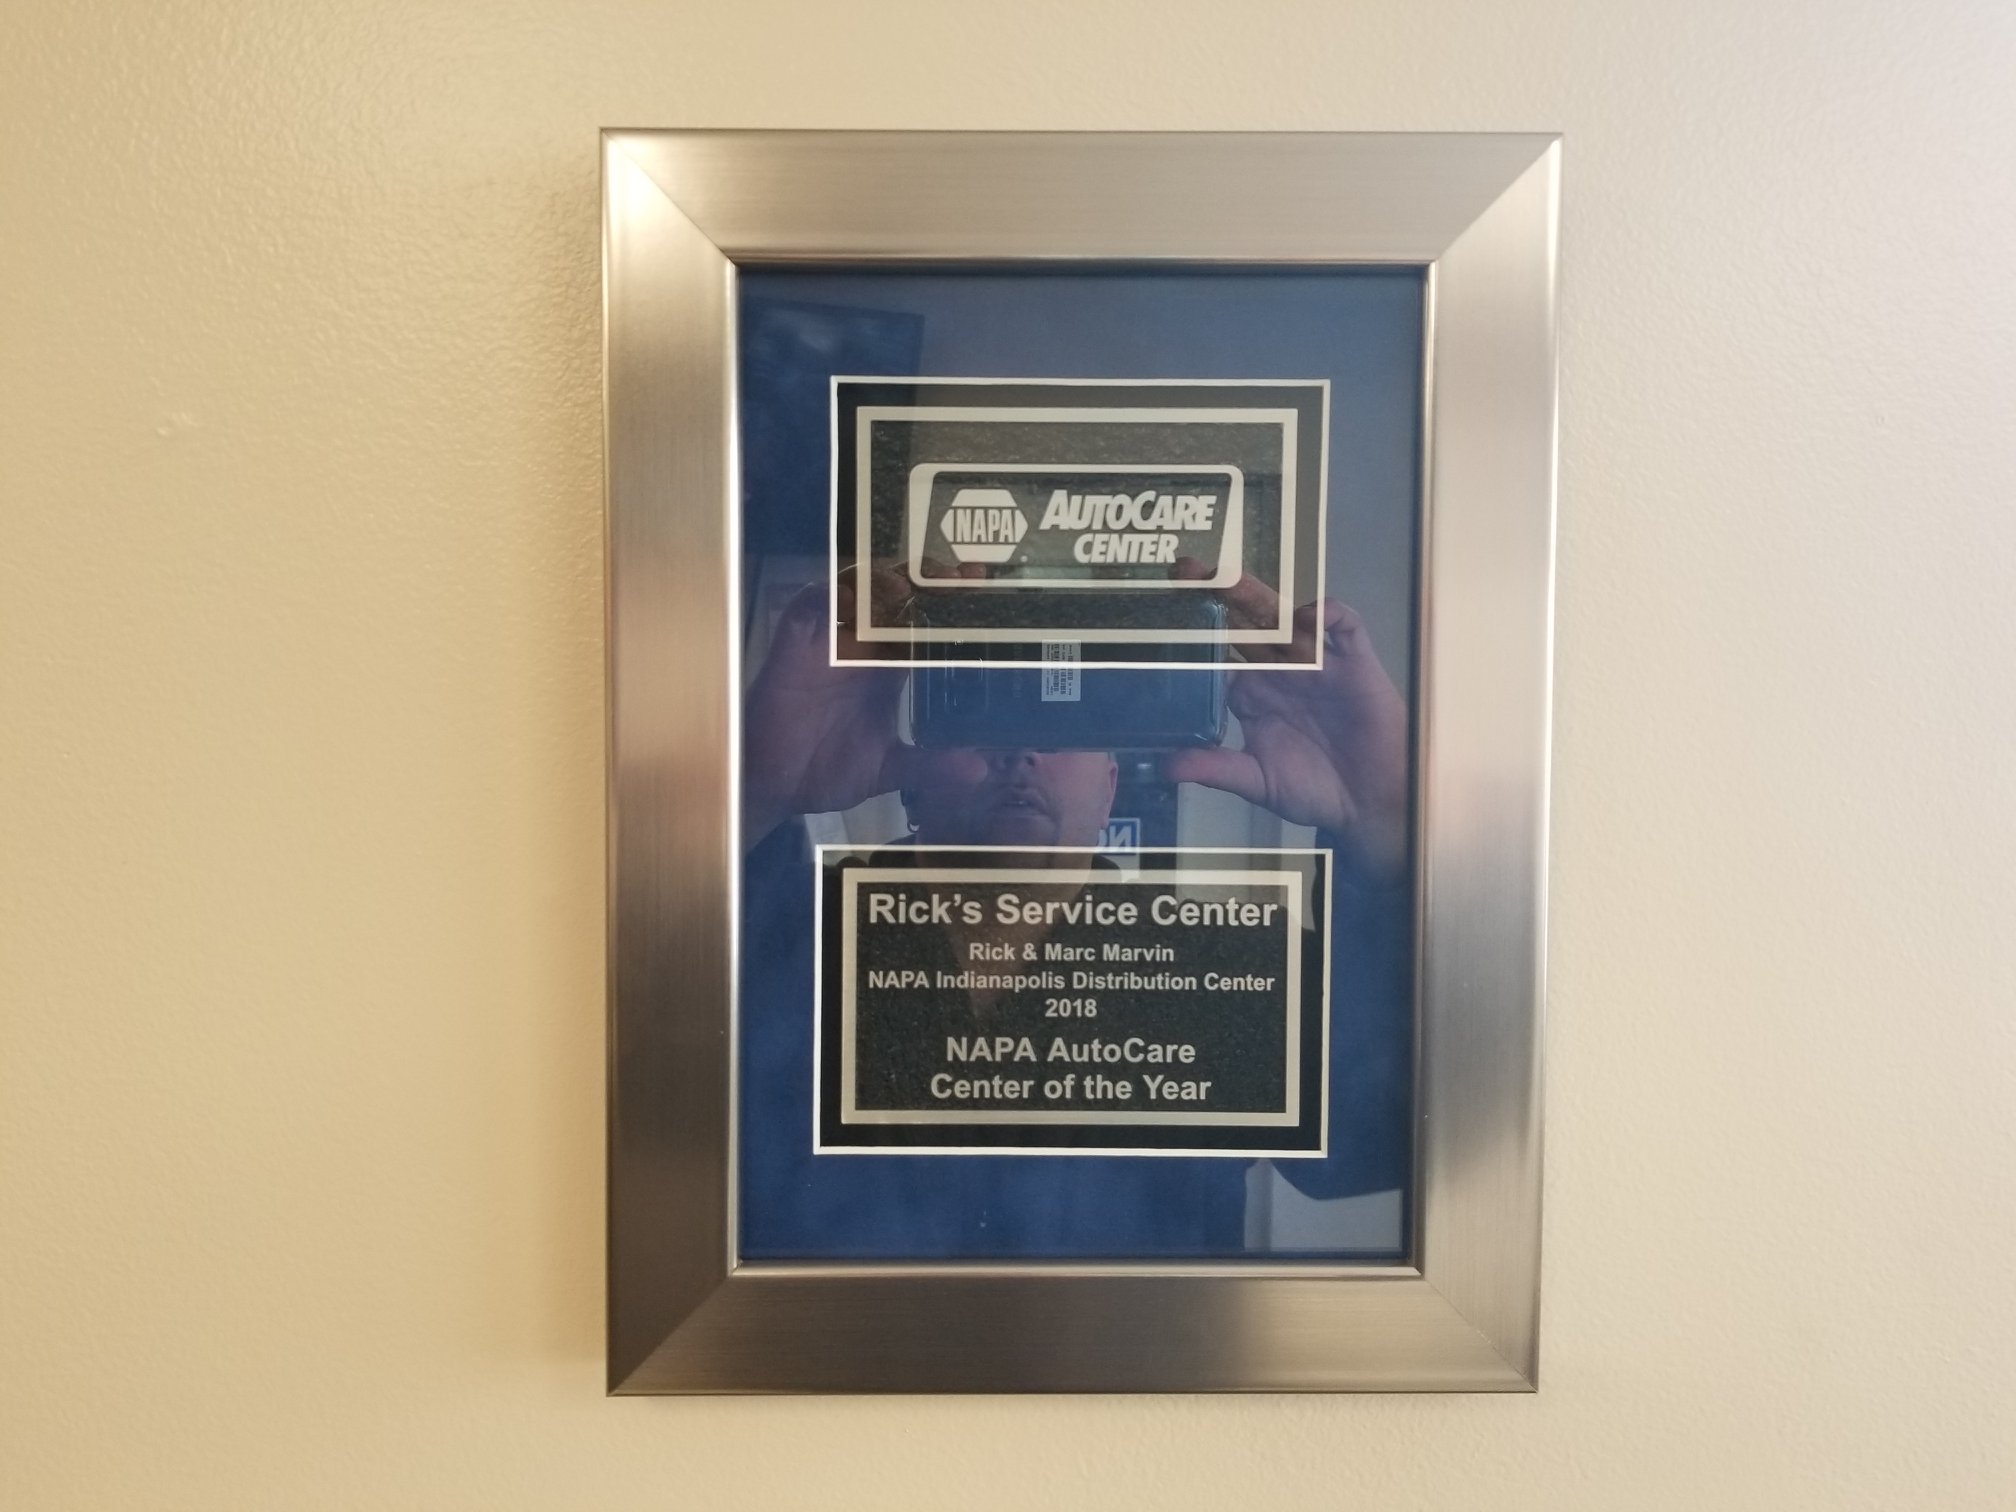 NAPA
AUTOCARE
CENTER
Rick's Service Center
Rick & Marc Marvin
NAPA Indianapolis Distribution Center
2018
NAPA AutoCare
Center of the Year